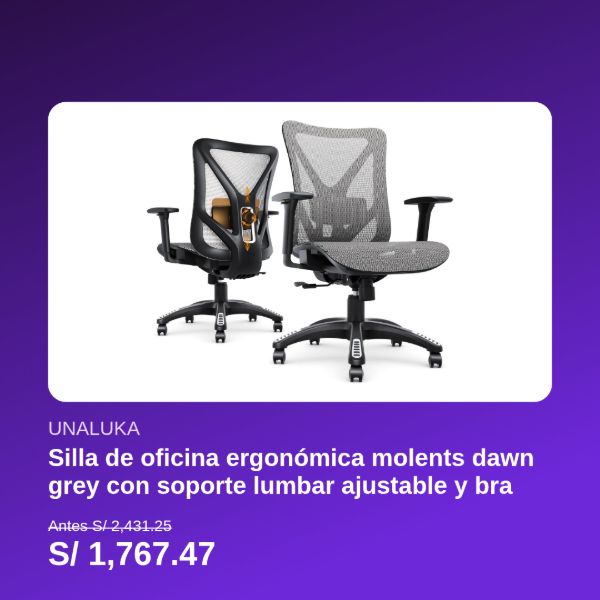 UNALUKA
Silla de oficina ergonómica molents dawn
grey con soporte lumbar ajustable y bra
Antes S/ 2,431.25
S/ 1,767.47